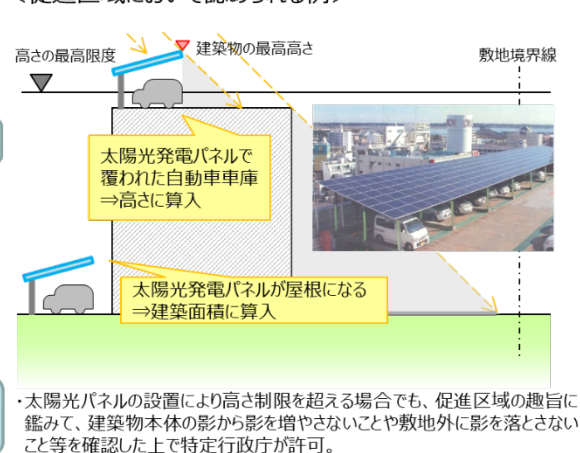 <促進区域において認められる例>
建築物の最高高さ
高さの最高限度
敷地境界線
太陽光発電パネルで
覆われた自動車車庫
⇒高さに算入
太陽光発電パネルが屋根になる
⇒建築面積に算入
・太陽光パネルの設置により高さ制限を超える場合でも、促進区域の趣旨に
鑑みて、建築物本体の影から影を増やさないことや敷地外に影を落とさない
こと等を確認した上で特定行政庁が許可。